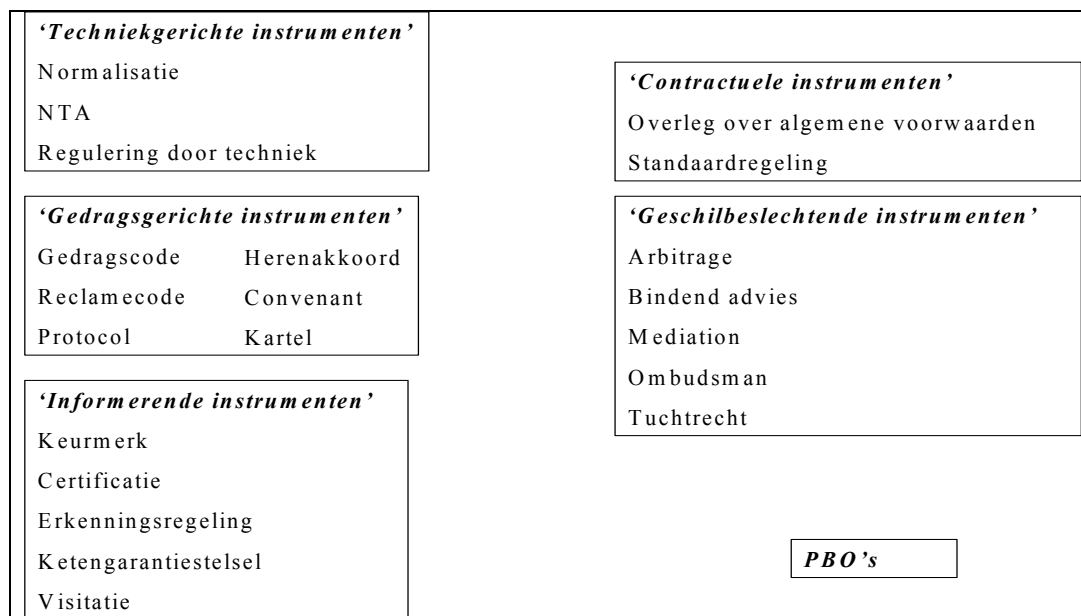 ‘Techniekgerichte instrumenten’
Normalisatie
NTA
Regulering door techniek
‘Gedragsgerichte instrumenten’
Gedragscode Herenakkoord
Reclamecode Convenant
Protocol Kartel
‘Informerende instrumenten’
Keurmerk
Certificatie
Erkenningsregeling
Ketengarantiestelsel
Visitatie
‘Contractuele instrumenten’
Overleg over algemene voorwaarden
Standaardregeling
‘Geschilbeslechtende instrumenten’
Arbitrage
Bindend advies
Mediation
Ombudsman
Tuchtrecht
PBO’s